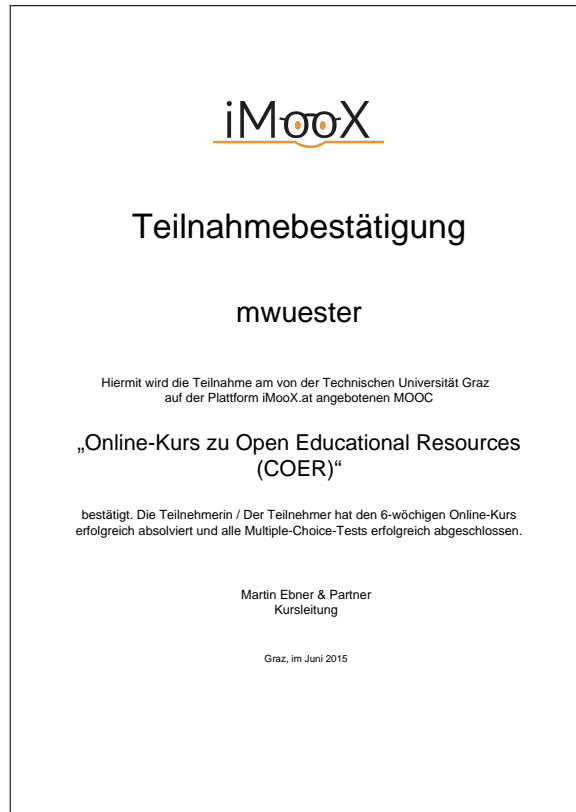 iMooX
Teilnahmebestätigung
mwuester
Hiermit wird die Teilnahme am von der Technischen Universität Graz
auf der Plattform iMooX.at angebotenen MOOC
„Online-Kurs zu Open Educational Resources
(COER)“
bestätigt. Die Teilnehmerin / Der Teilnehmer hat den 6-wöchigen Online-Kurs
erfolgreich absolviert und alle Multiple-Choice-Tests erfolgreich abgeschlossen.
Martin Ebner & Partner
Kursleitung
Graz, im Juni 2015